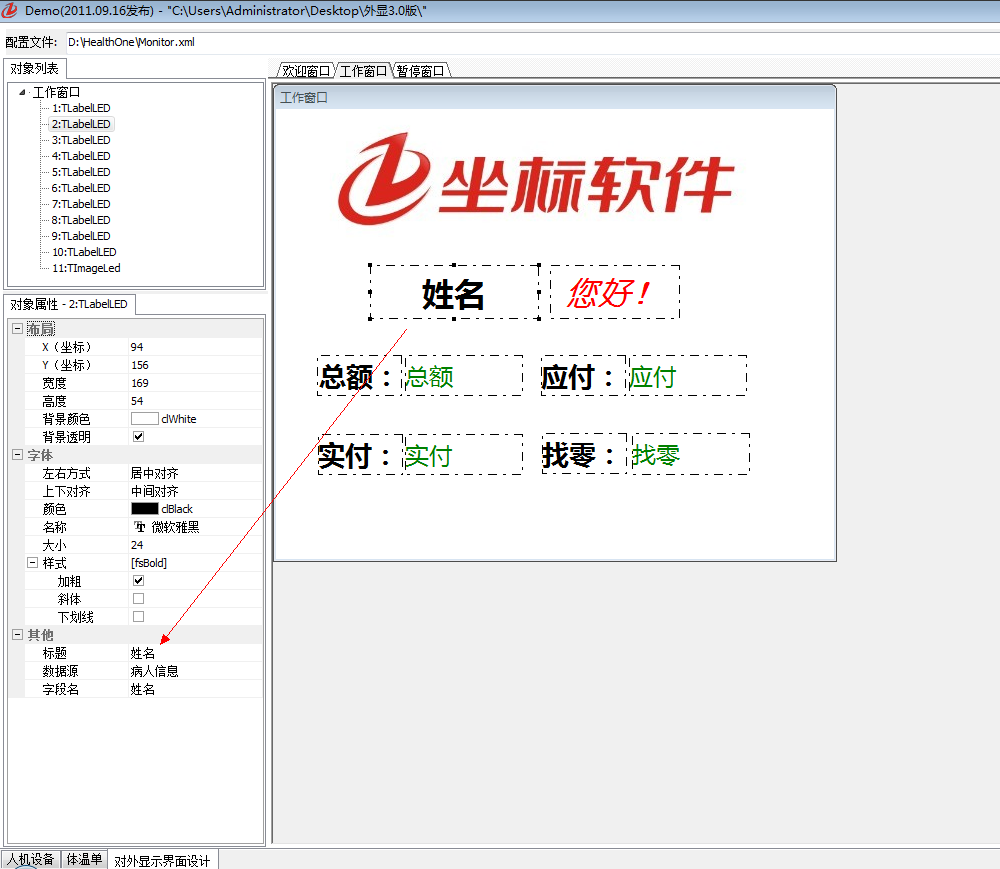 Demo(2011.09.16发布) - "C:\Users\Administrator\Desktop\外显3.0版\"
配置文件: D:\HealthOne\Monitor.xml
对象列表
工作窗口
1:TLabelLED
2:TLabelLED
3:TLabelLED
4:TLabelLED
5:TLabelLED
6:TLabelLED
7:TLabelLED
8:TLabelLED
9:TLabelLED
10:TLabelLED
11:TImageLed
对象属性 - 2:TLabelLED
布局
X（坐标） 94
Y（坐标） 156
宽度 169
高度 54
背景颜色 clWhite
背景透明
字体
左右方式 居中对齐
上下对齐 中间对齐
颜色 clBlack
名称 微软雅黑
大小 24
样式 [fsBold]
加粗
斜体
下划线
其他
标题 姓名
数据源 病人信息
字段名 姓名
欢迎窗口 工作窗口 暂停窗口
工作窗口
坐标软件
姓名 您好！
总额： 总额 应付： 应付
实付： 实付 找零： 找零
人机设备 体温单 对外显示界面设计